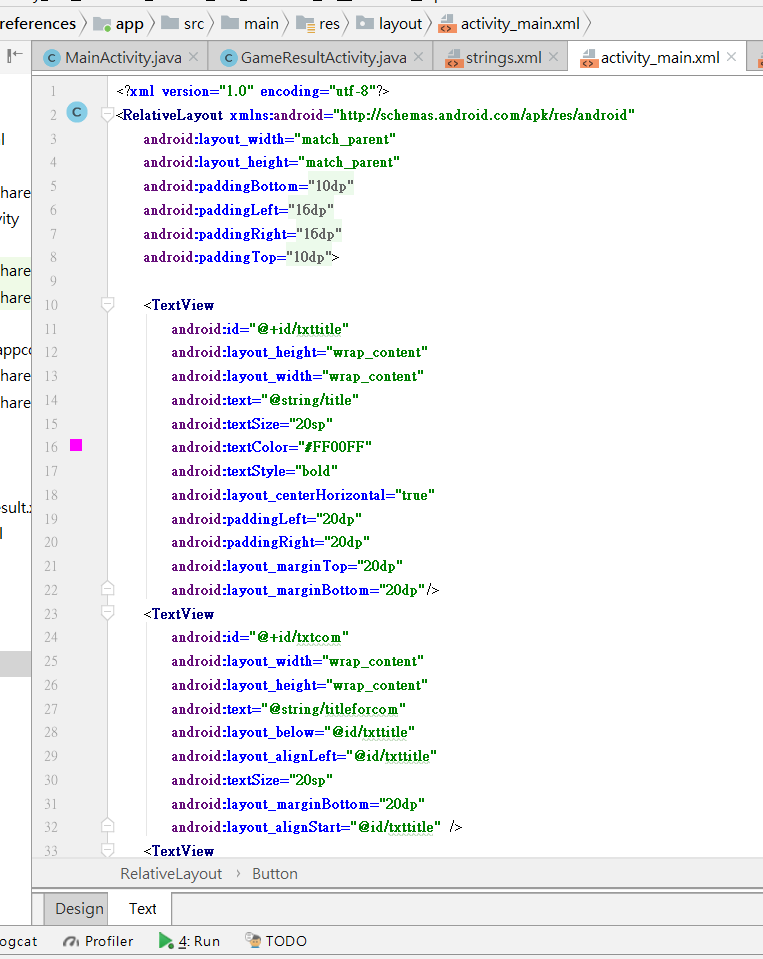 references app src main res layout activity_main.xml
MainActivity.java GameResultActivity.java strings.xml activity_main.xml
1 <?xml version="1.0" encoding="utf-8"?>
2 <RelativeLayout xmlns:android="http://schemas.android.com/apk/res/android"
3 android:layout_width="match_parent"
4 android:layout_height="match_parent"
5 android:paddingBottom="10dp"
6 android:paddingLeft="16dp"
7 android:paddingRight="16dp"
8 android:paddingTop="10dp">
9
10 <TextView
11 android:id="@+id/txttitle"
12 android:layout_height="wrap_content"
13 android:layout_width="wrap_content"
14 android:text="@string/title"
15 android:textSize="20sp"
16 android:textColor="#FF00FF"
17 android:textStyle="bold"
18 android:layout_centerHorizontal="true"
19 android:paddingLeft="20dp"
20 android:paddingRight="20dp"
21 android:layout_marginTop="20dp"
22 android:layout_marginBottom="20dp"/>
23 <TextView
24 android:id="@+id/txtcom"
25 android:layout_width="wrap_content"
26 android:layout_height="wrap_content"
27 android:text="@string/titleforcom"
28 android:layout_below="@id/txttitle"
29 android:layout_alignLeft="@id/txttitle"
30 android:textSize="20sp"
31 android:layout_marginBottom="20dp"
32 android:layout_alignStart="@id/txttitle" />
33 <TextView
hare
ity
hare
hare
appco
hare
hare
sult.x
RelativeLayout › Button
Design Text
ogcat Profiler 4: Run TODO